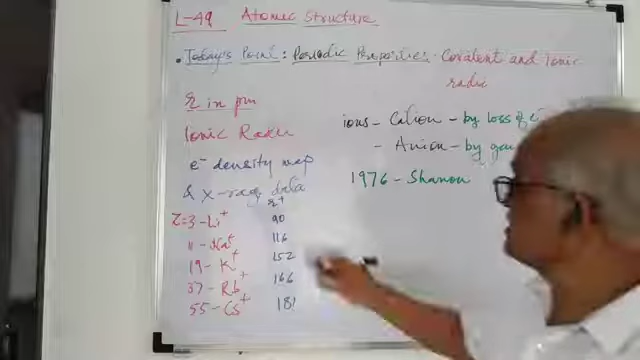 L-49 Atomic Structure
• Today's Point: Periodic Properties - Covalent and Ionic
radii
r in pm
Ionic Radii
e⁻ density map
& X-ray data
r⁺
Z=3 - Li⁺ 90
11 - Na⁺ 116
19 - K⁺ 152
37 - Rb⁺ 166
55 - Cs⁺ 181
ions - Cation - by loss of e
- Anion - by gai
1976 - Shanon